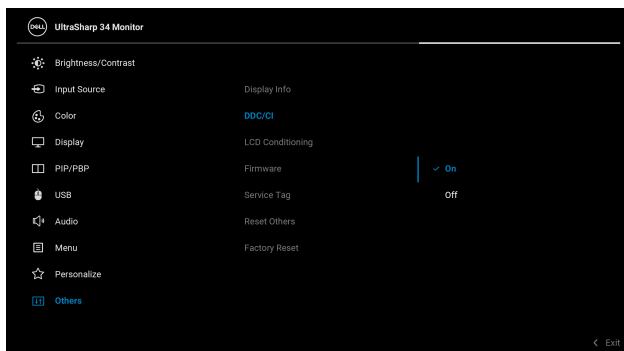 DELL UltraSharp 34 Monitor
Brightness/Contrast
Input Source
Color
Display
PIP/PBP
USB
Audio
Menu
Personalize
Others
Display Info
DDC/CI
LCD Conditioning
Firmware
Service Tag
Reset Others
Factory Reset
On
Off
Exit